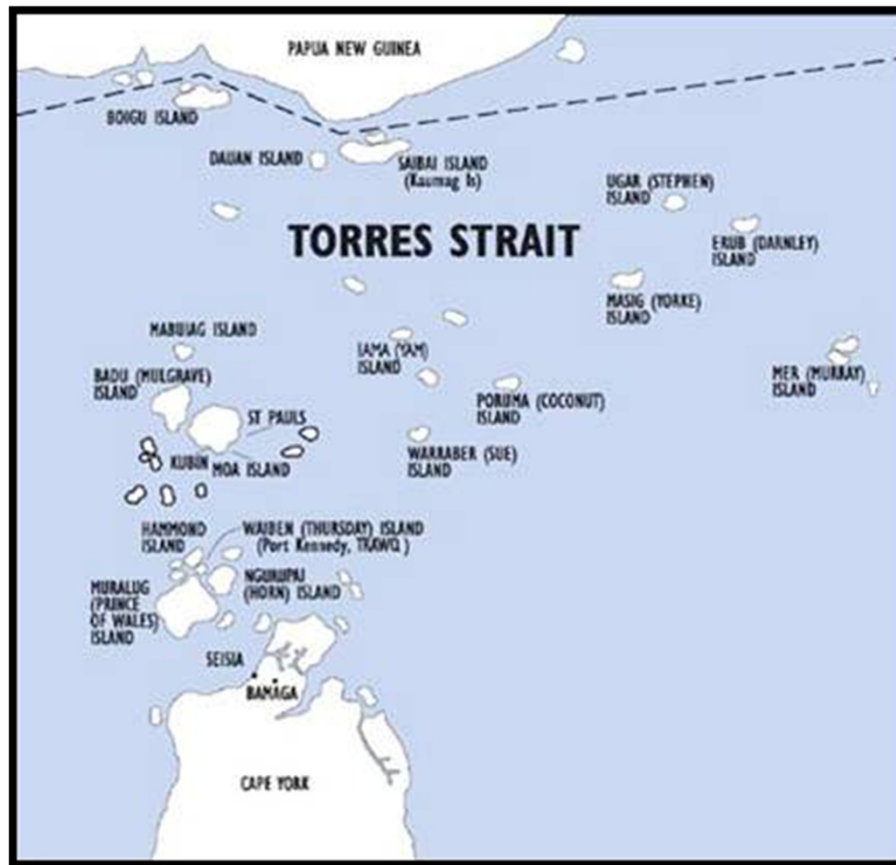 PAPUA NEW GUINEA
BOIGU ISLAND
DAUAN ISLAND
SAIBAI ISLAND
(Kaumag Is)
UGAR (STEPHEN)
ISLAND
TORRES STRAIT
ERUB (DARNLEY)
ISLAND
MASIG (YORKE)
ISLAND
MABUIAG ISLAND
IAMA (YAM)
ISLAND
BADU (MULGRAVE)
ISLAND
MER (MURRAY)
ISLAND
PORUMA (COCONUT)
ISLAND
ST PAULS
WARRABER (SUE)
ISLAND
KUBIN
MOA ISLAND
HAMMOND
ISLAND
WAIBEN (THURSDAY) ISLAND
(Port Kennedy, TRAWQ )
NGURUPAI
(HORN) ISLAND
MURALUG
(PRINCE
OF WALES)
ISLAND
SEISIA
BAMAGA
CAPE YORK